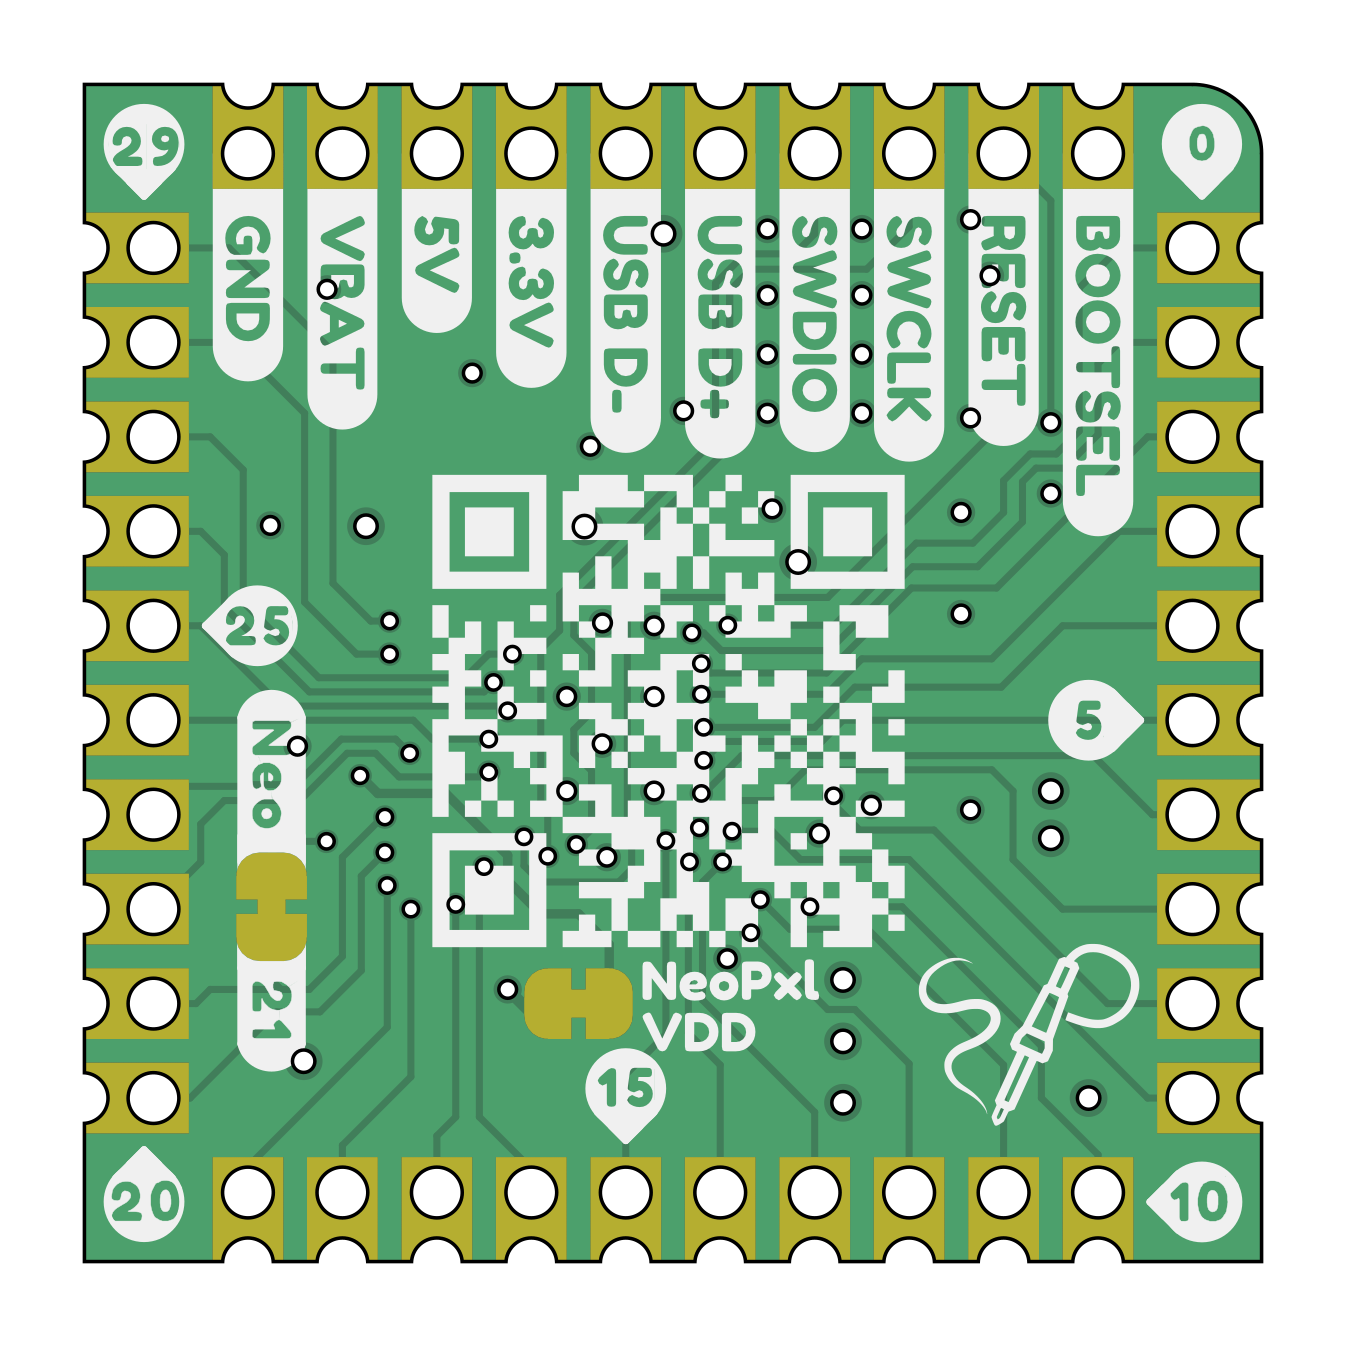 29
0
GND
VBAT
5V
3.3V
USB D-
USB D+
SWDIO
SWCLK
RESET
BOOTSEL
25
5
Neo
21
NeoPxl
VDD
15
20
10